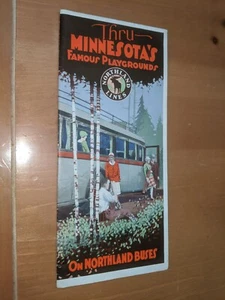 Thru
MINNESOTA'S
FAMOUS PLAYGROUNDS
NORTHLAND
LINES
ON NORTHLAND BUSES